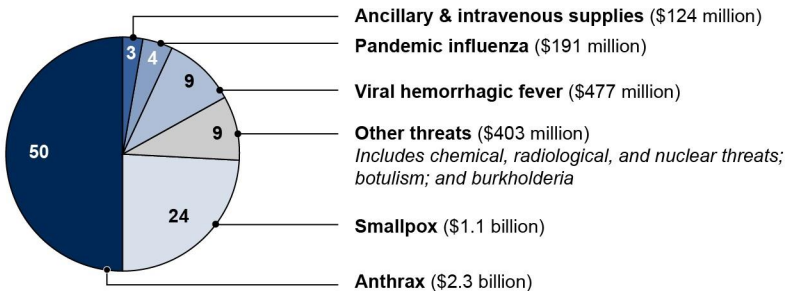 Ancillary & intravenous supplies ($124 million)
Pandemic influenza ($191 million)
3
4
9
Viral hemorrhagic fever ($477 million)
9
Other threats ($403 million)
Includes chemical, radiological, and nuclear threats;
botulism; and burkholderia
50
24
Smallpox ($1.1 billion)
Anthrax ($2.3 billion)